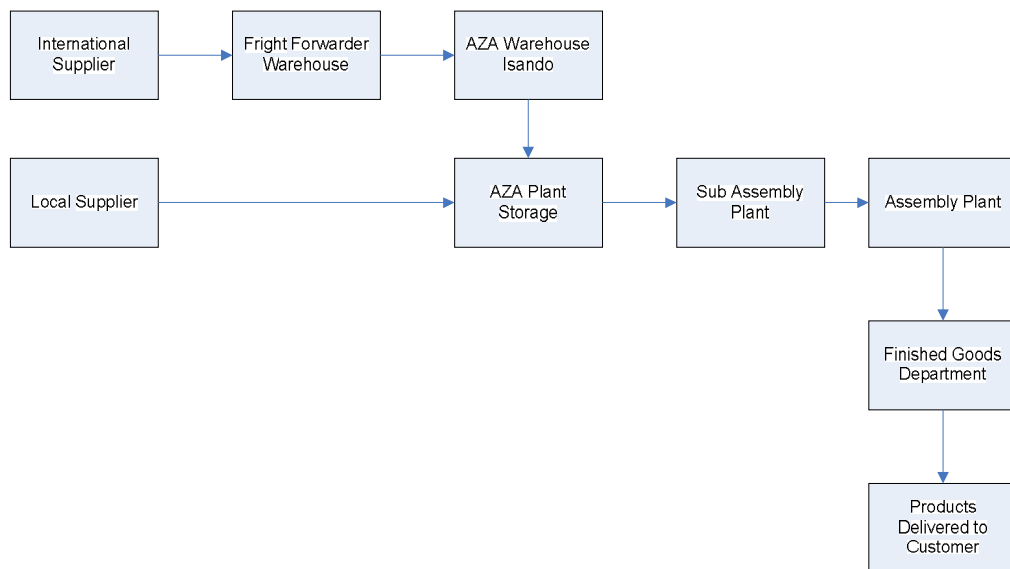 International
Supplier
Fright Forwarder
Warehouse
AZA Warehouse
Isando
Local Supplier
AZA Plant
Storage
Sub Assembly
Plant
Assembly Plant
Finished Goods
Department
Products
Delivered to
Customer